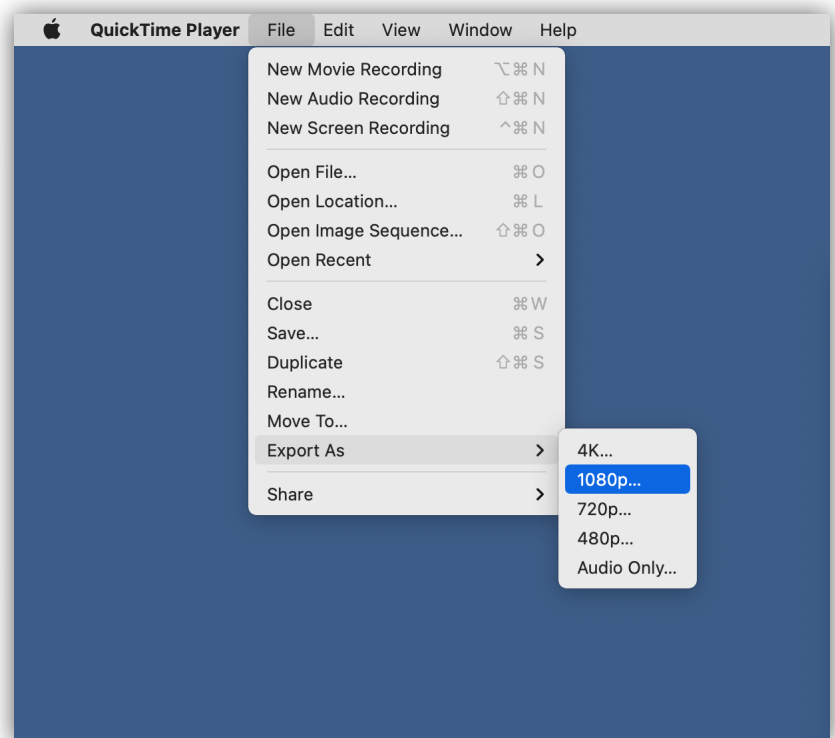 QuickTime Player File Edit View Window Help
New Movie Recording ⌥⌘ N
New Audio Recording ⇧⌘ N
New Screen Recording ^⌘ N
Open File... ⌘ O
Open Location... ⌘ L
Open Image Sequence... ⇧⌘ O
Open Recent
Close ⌘ W
Save... ⌘ S
Duplicate ⇧⌘ S
Rename...
Move To...
Export As
4K...
1080p...
720p...
480p...
Audio Only...
Share